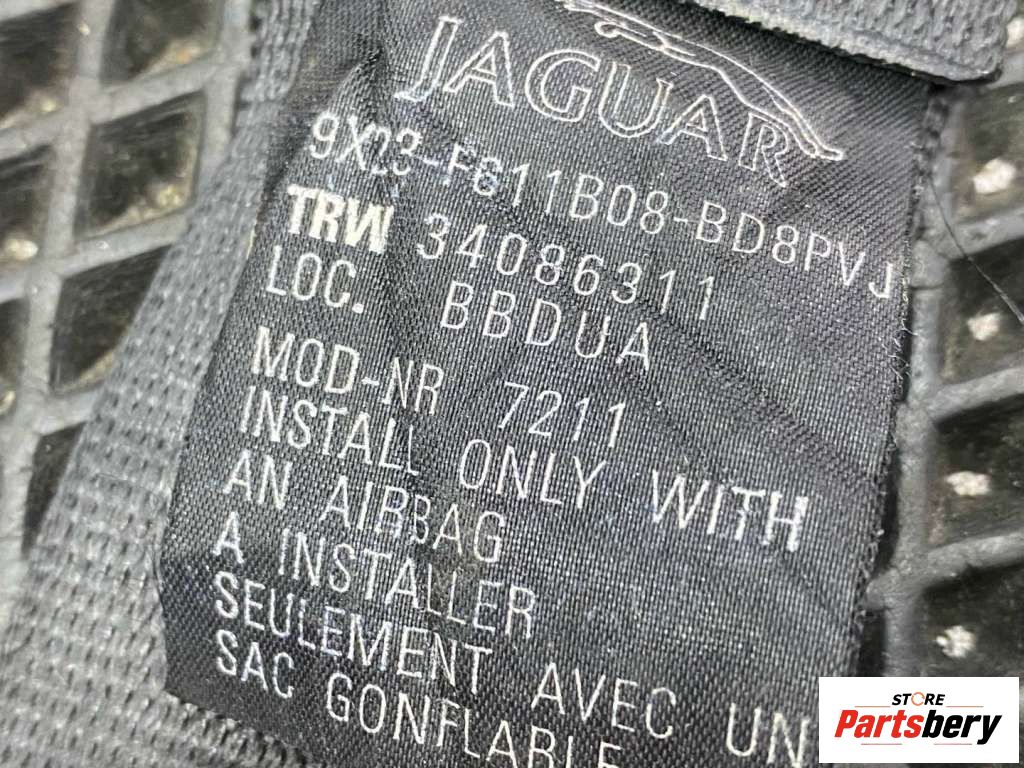 JAGUAR
9X23-F611B08-BD8PVJ
TRW 34086311
LOC. BBDUA
MOD-NR 7211
INSTALL ONLY WITH
AN AIRBAG
A INSTALLER
SEULEMENT AVEC UN
SAC GONFLABLE
STORE
Partsbery